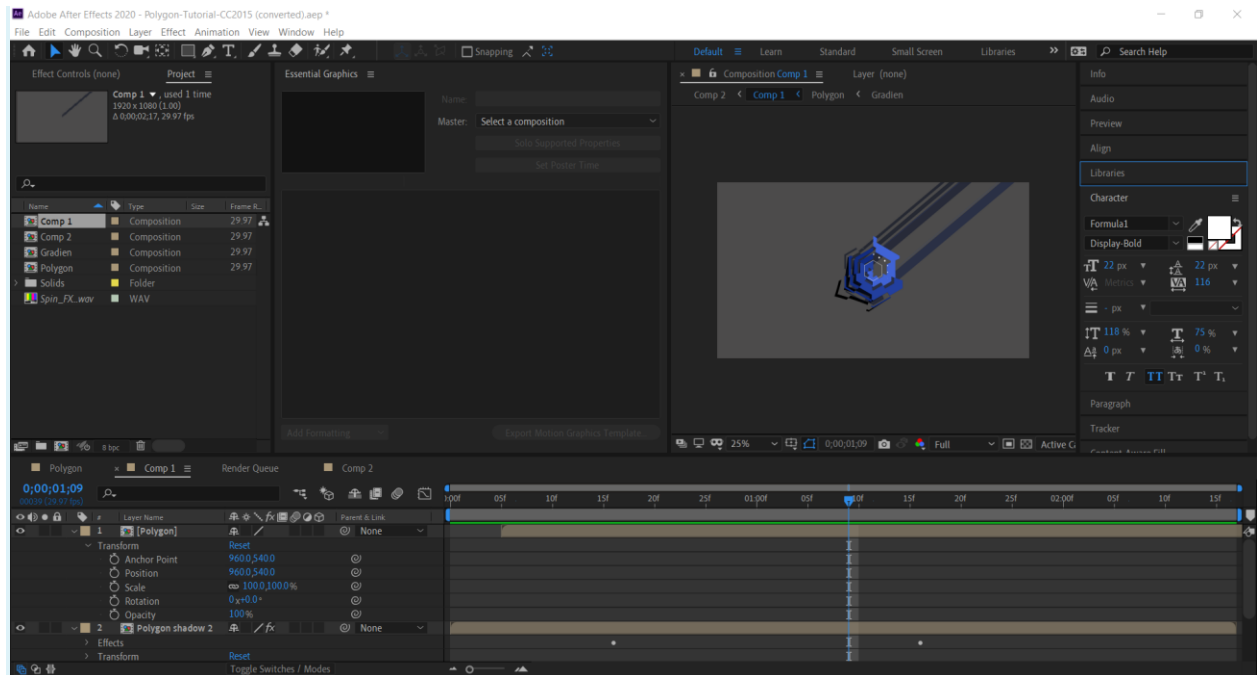 Adobe After Effects 2020 - Polygon-Tutorial-CC2015 (converted).aep *
File Edit Composition Layer Effect Animation View Window Help
Snapping Default Learn Standard Small Screen Libraries Search Help
Effect Controls (none) Project Essential Graphics Composition Comp 1 Layer (none) Info
Comp 1 , used 1 time
1920 x 1080 (1.00)
Δ 0;00;02;17, 29.97 fps
Name:
Master: Select a composition
Solo Supported Properties
Set Poster Time
Comp 2 Comp 1 Polygon Gradien
Audio
Preview
Align
Libraries
Character
Formula1
Display-Bold
22 px 22 px
Metrics 116
- px
118 % 75 %
0 px 0 %
T T TT Tr T¹ T₁
Paragraph
Tracker
Content-Aware Fill
Name Type Size Frame R...
Comp 1 Composition 29.97
Comp 2 Composition 29.97
Gradien Composition 29.97
Polygon Composition 29.97
Solids Folder
Spin_FX..wav WAV
8 bpc
Add Formatting Export Motion Graphics Template...
25% 0;00;01;09 Full Active C
Polygon Comp 1 Render Queue Comp 2
0;00;01;09
00039 (29.97 fps)
:00f 05f 10f 15f 20f 25f 01:00f 05f 10f 15f 20f 25f 02:00f 05f 10f 15f
# Layer Name Parent & Link
1 [Polygon] None
Transform Reset
Anchor Point 960.0,540.0
Position 960.0,540.0
Scale 100.0,100.0%
Rotation 0x+0.0°
Opacity 100%
2 Polygon shadow 2 None
Effects
Transform Reset
Toggle Switches / Modes